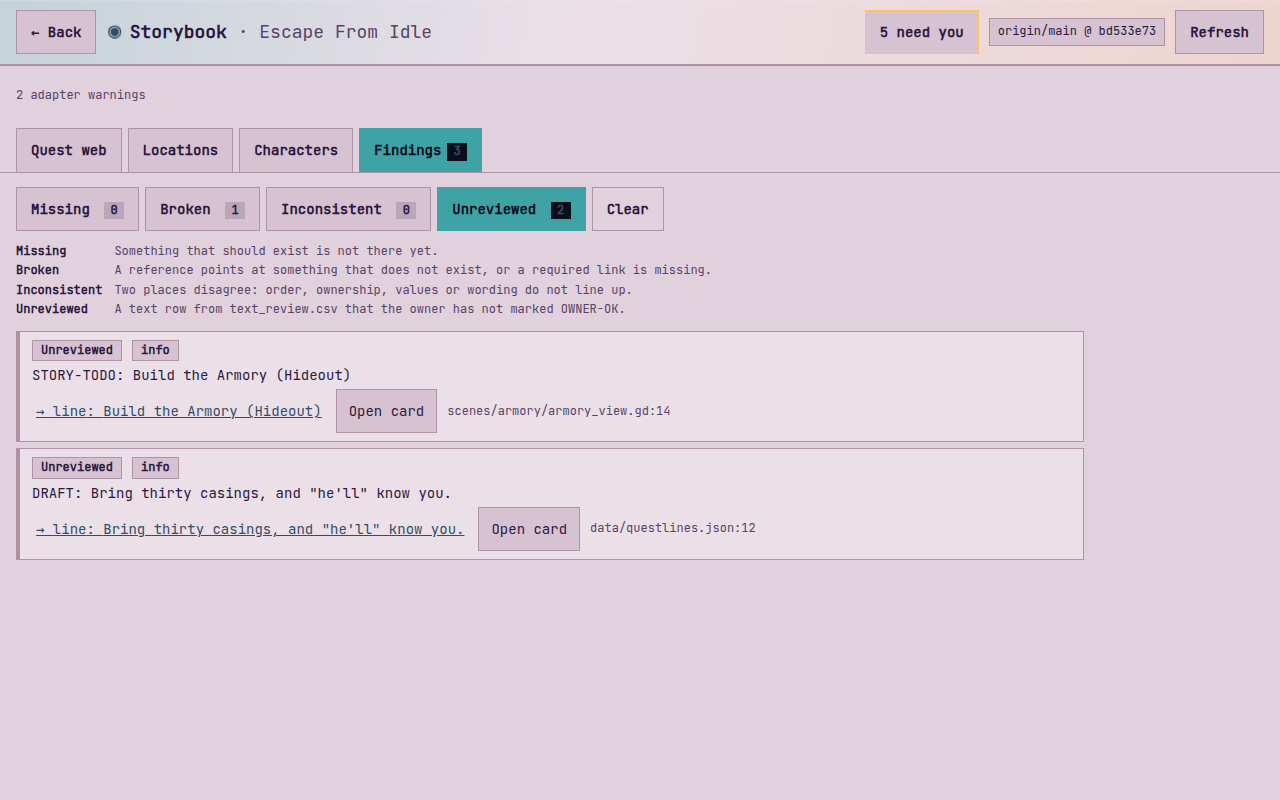 ← Back
◉ Storybook · Escape From Idle
5 need you
origin/main @ bd533e73
Refresh
2 adapter warnings
Quest web
Locations
Characters
Findings 3
Missing 0
Broken 1
Inconsistent 0
Unreviewed 2
Clear
Missing Something that should exist is not there yet.
Broken A reference points at something that does not exist, or a required link is missing.
Inconsistent Two places disagree: order, ownership, values or wording do not line up.
Unreviewed A text row from text_review.csv that the owner has not marked OWNER-OK.
Unreviewed info
STORY-TODO: Build the Armory (Hideout)
→ line: Build the Armory (Hideout) Open card scenes/armory/armory_view.gd:14
Unreviewed info
DRAFT: Bring thirty casings, and "he'll" know you.
→ line: Bring thirty casings, and "he'll" know you. Open card data/questlines.json:12